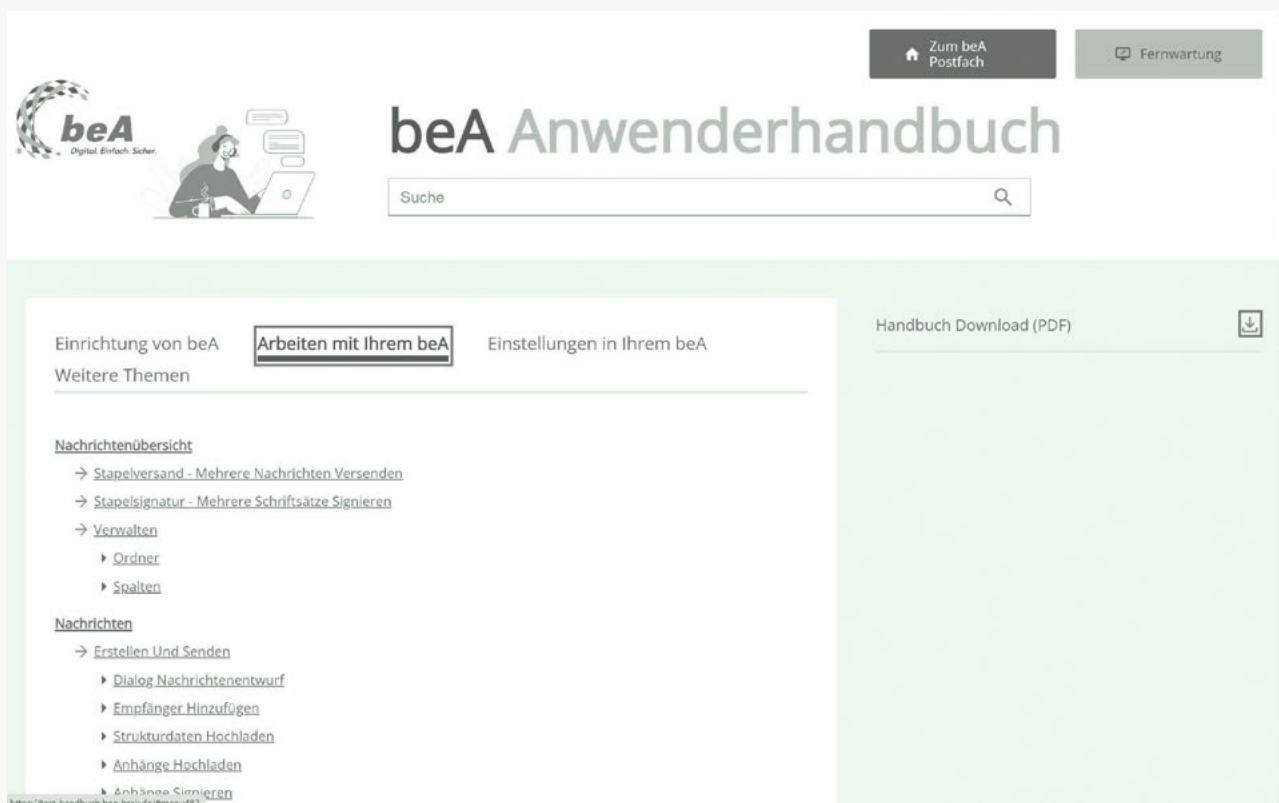 Zum beA
Postfach
Fernwartung
beA
Digital. Einfach. Sicher.
beA Anwenderhandbuch
Suche
Einrichtung von beA
Arbeiten mit Ihrem beA
Einstellungen in Ihrem beA
Weitere Themen
Handbuch Download (PDF)
Nachrichtenübersicht
Stapelversand - Mehrere Nachrichten Versenden
Stapelsignatur - Mehrere Schriftsätze Signieren
Verwalten
Ordner
Spalten
Nachrichten
Erstellen Und Senden
Dialog Nachrichtenentwurf
Empfänger Hinzufügen
Strukturdaten Hochladen
Anhänge Hochladen
Anhänge Signieren